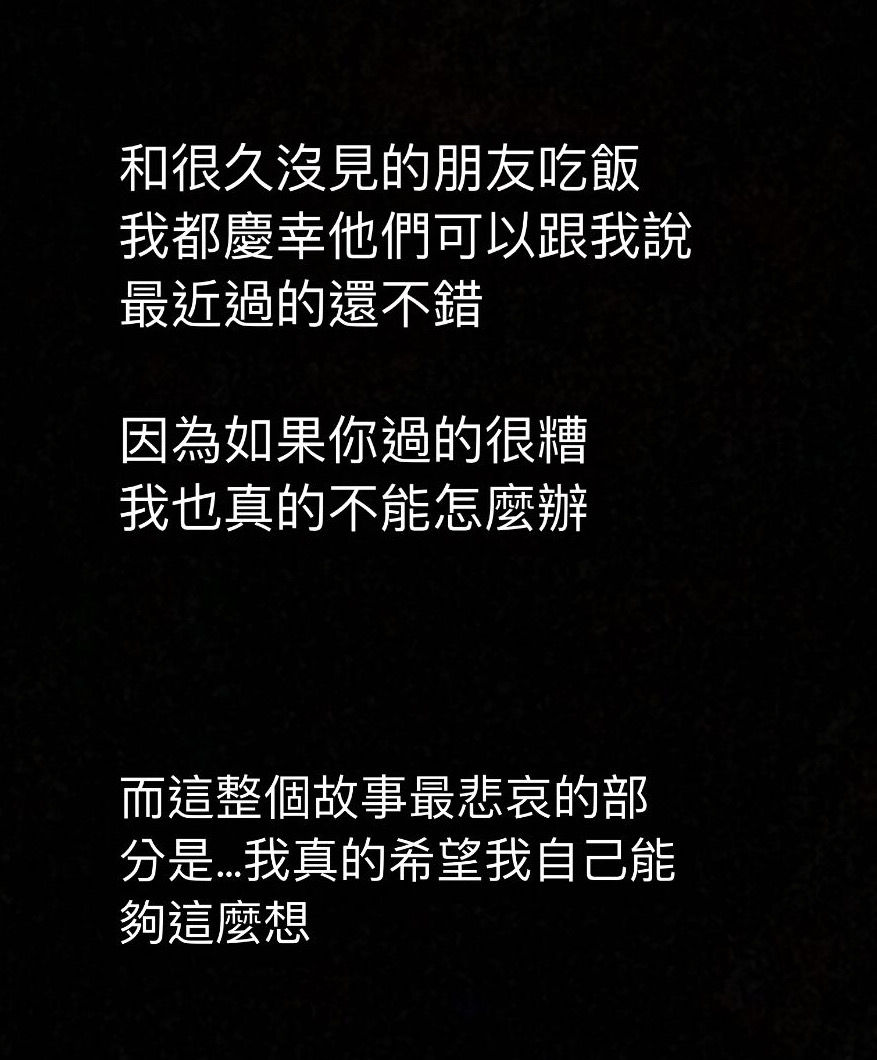 和很久沒見的朋友吃飯
我都慶幸他們可以跟我說
最近過的還不錯
因為如果你過的很糟
我也真的不能怎麼辦
而這整個故事最悲哀的部
分是…我真的希望我自己能
夠這麼想